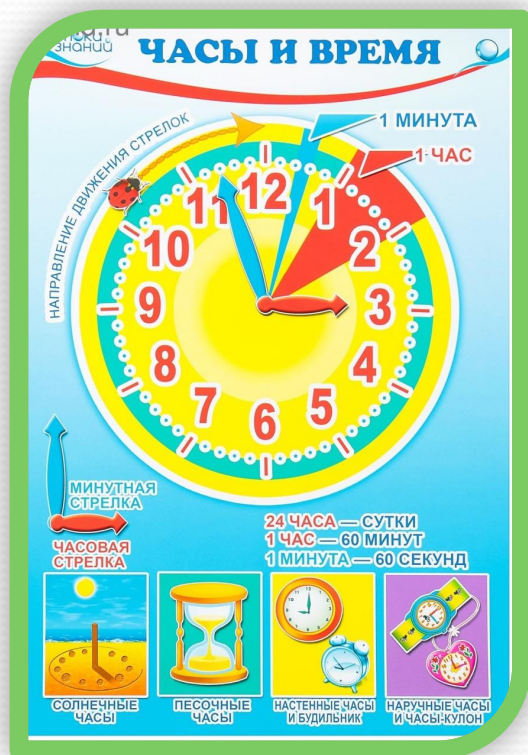 уроки
знаний
ЧАСЫ И ВРЕМЯ
НАПРАВЛЕНИЕ ДВИЖЕНИЯ СТРЕЛОК
1 МИНУТА
1 ЧАС
12
1
2
3
4
5
6
7
8
9
10
11
МИНУТНАЯ
СТРЕЛКА
ЧАСОВАЯ
СТРЕЛКА
24 ЧАСА — СУТКИ
1 ЧАС — 60 МИНУТ
1 МИНУТА — 60 СЕКУНД
СОЛНЕЧНЫЕ
ЧАСЫ
ПЕСОЧНЫЕ
ЧАСЫ
НАСТЕННЫЕ ЧАСЫ
И БУДИЛЬНИК
НАРУЧНЫЕ ЧАСЫ
И ЧАСЫ-КУЛОН